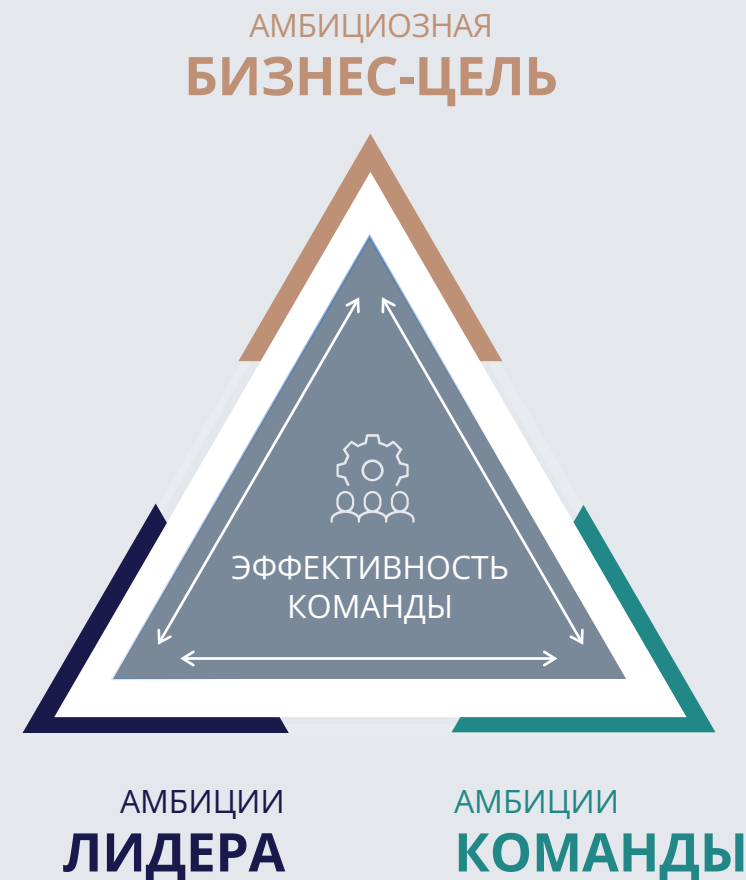 АМБИЦИОЗНАЯ
БИЗНЕС-ЦЕЛЬ
ЭФФЕКТИВНОСТЬ
КОМАНДЫ
АМБИЦИИ
ЛИДЕРА
АМБИЦИИ
КОМАНДЫ